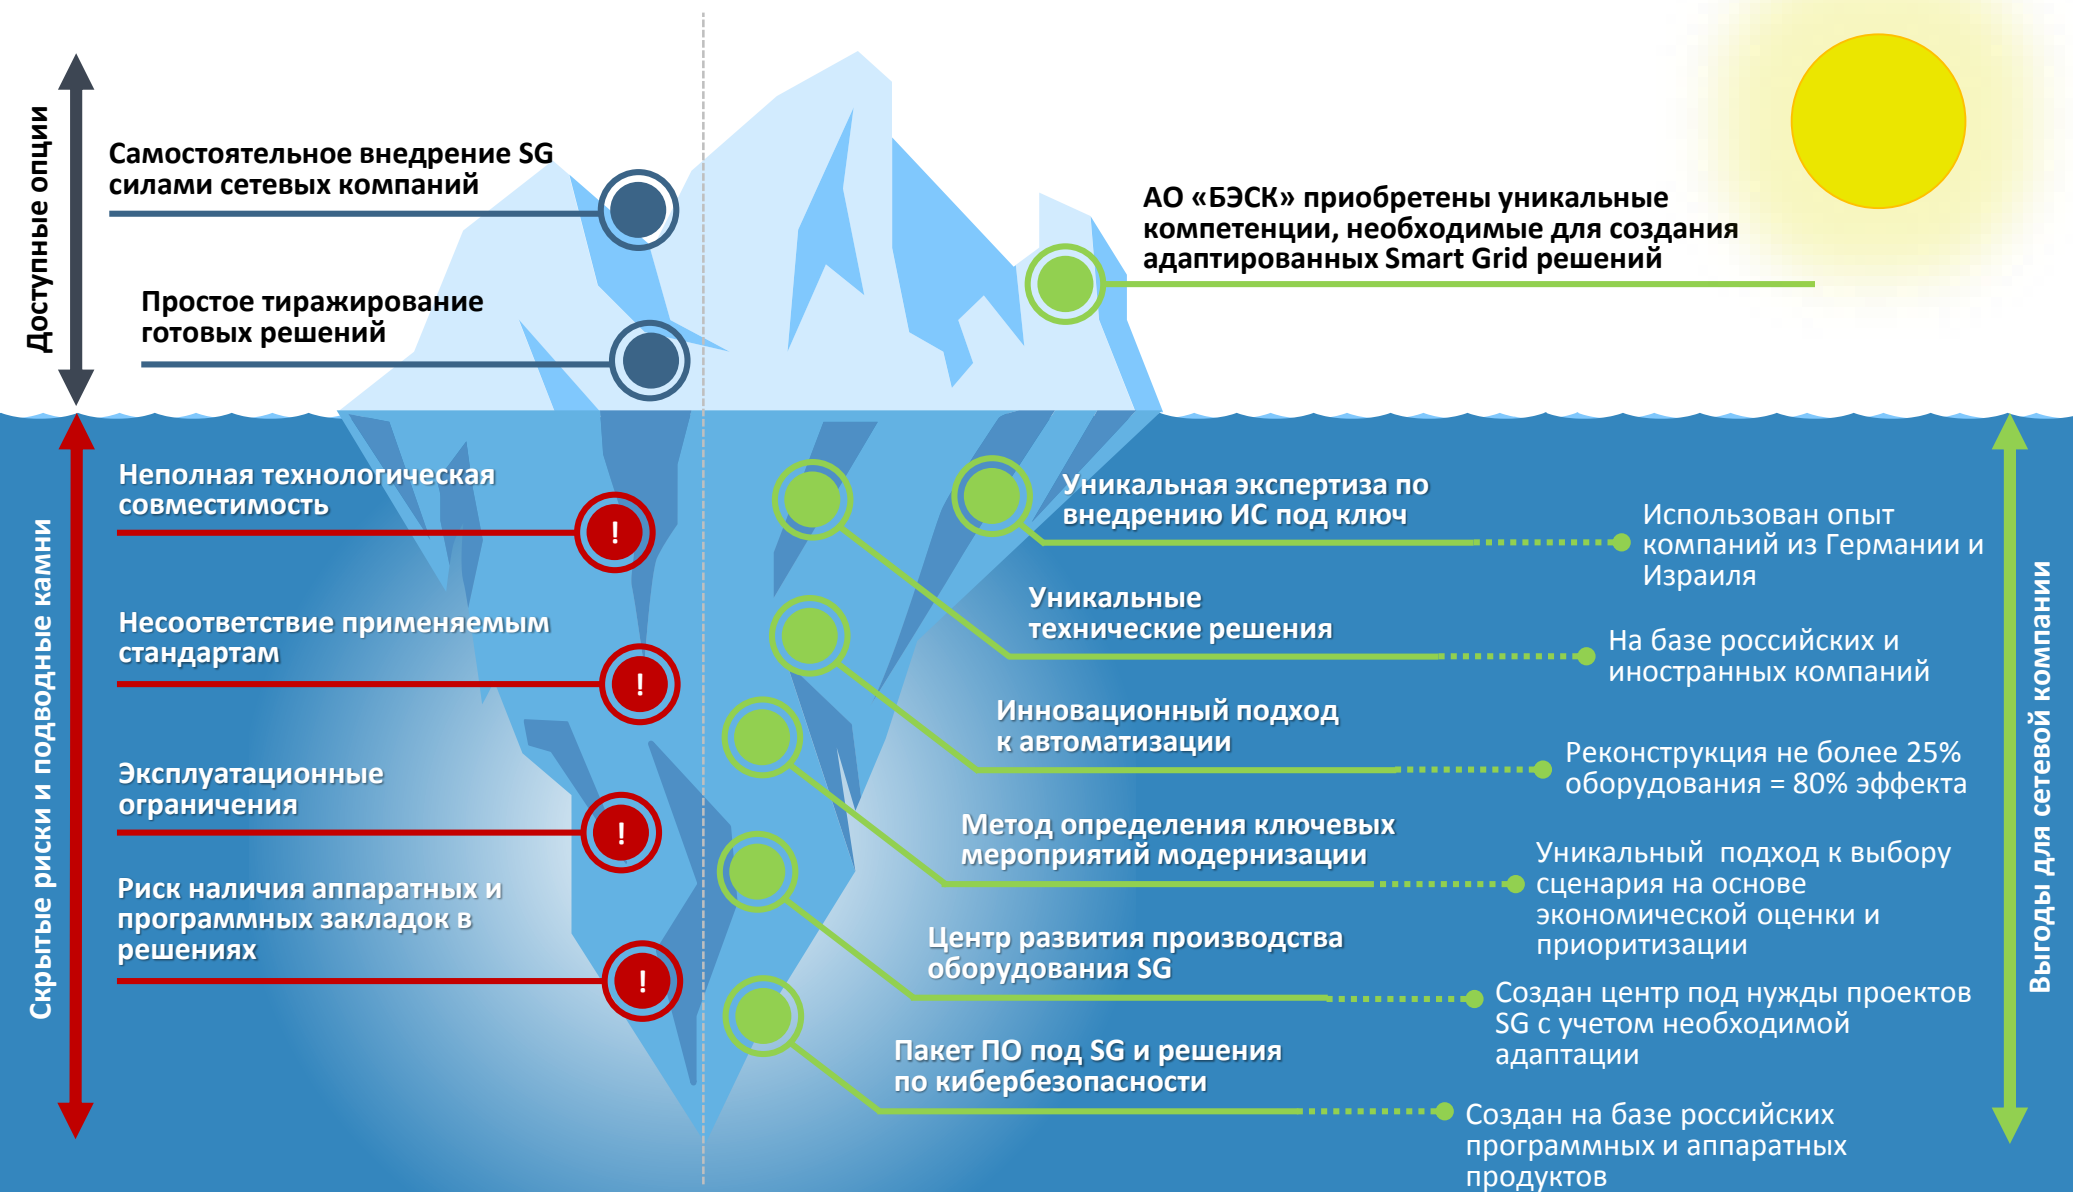 Доступные опции
Самостоятельное внедрение SG
силами сетевых компаний
Простое тиражирование
готовых решений
АО «БЭСК» приобретены уникальные
компетенции, необходимые для создания
адаптированных Smart Grid решений
Скрытые риски и подводные камни
Неполная технологическая
совместимость
!
Несоответствие применяемым
стандартам
!
Эксплуатационные
ограничения
!
Риск наличия аппаратных и
программных закладок в
решениях
!
Уникальная экспертиза по
внедрению ИС под ключ
Использован опыт
компаний из Германии и
Израиля
Уникальные
технические решения
На базе российских и
иностранных компаний
Инновационный подход
к автоматизации
Реконструкция не более 25%
оборудования = 80% эффекта
Метод определения ключевых
мероприятий модернизации
Уникальный  подход к выбору
сценария на основе
экономической оценки и
приоритизации
Центр развития производства
оборудования SG
Создан центр под нужды проектов
SG с учетом необходимой
адаптации
Пакет ПО под SG и решения
по кибербезопасности
Создан на базе российских
программных и аппаратных
продуктов
Выгоды для сетевой компании